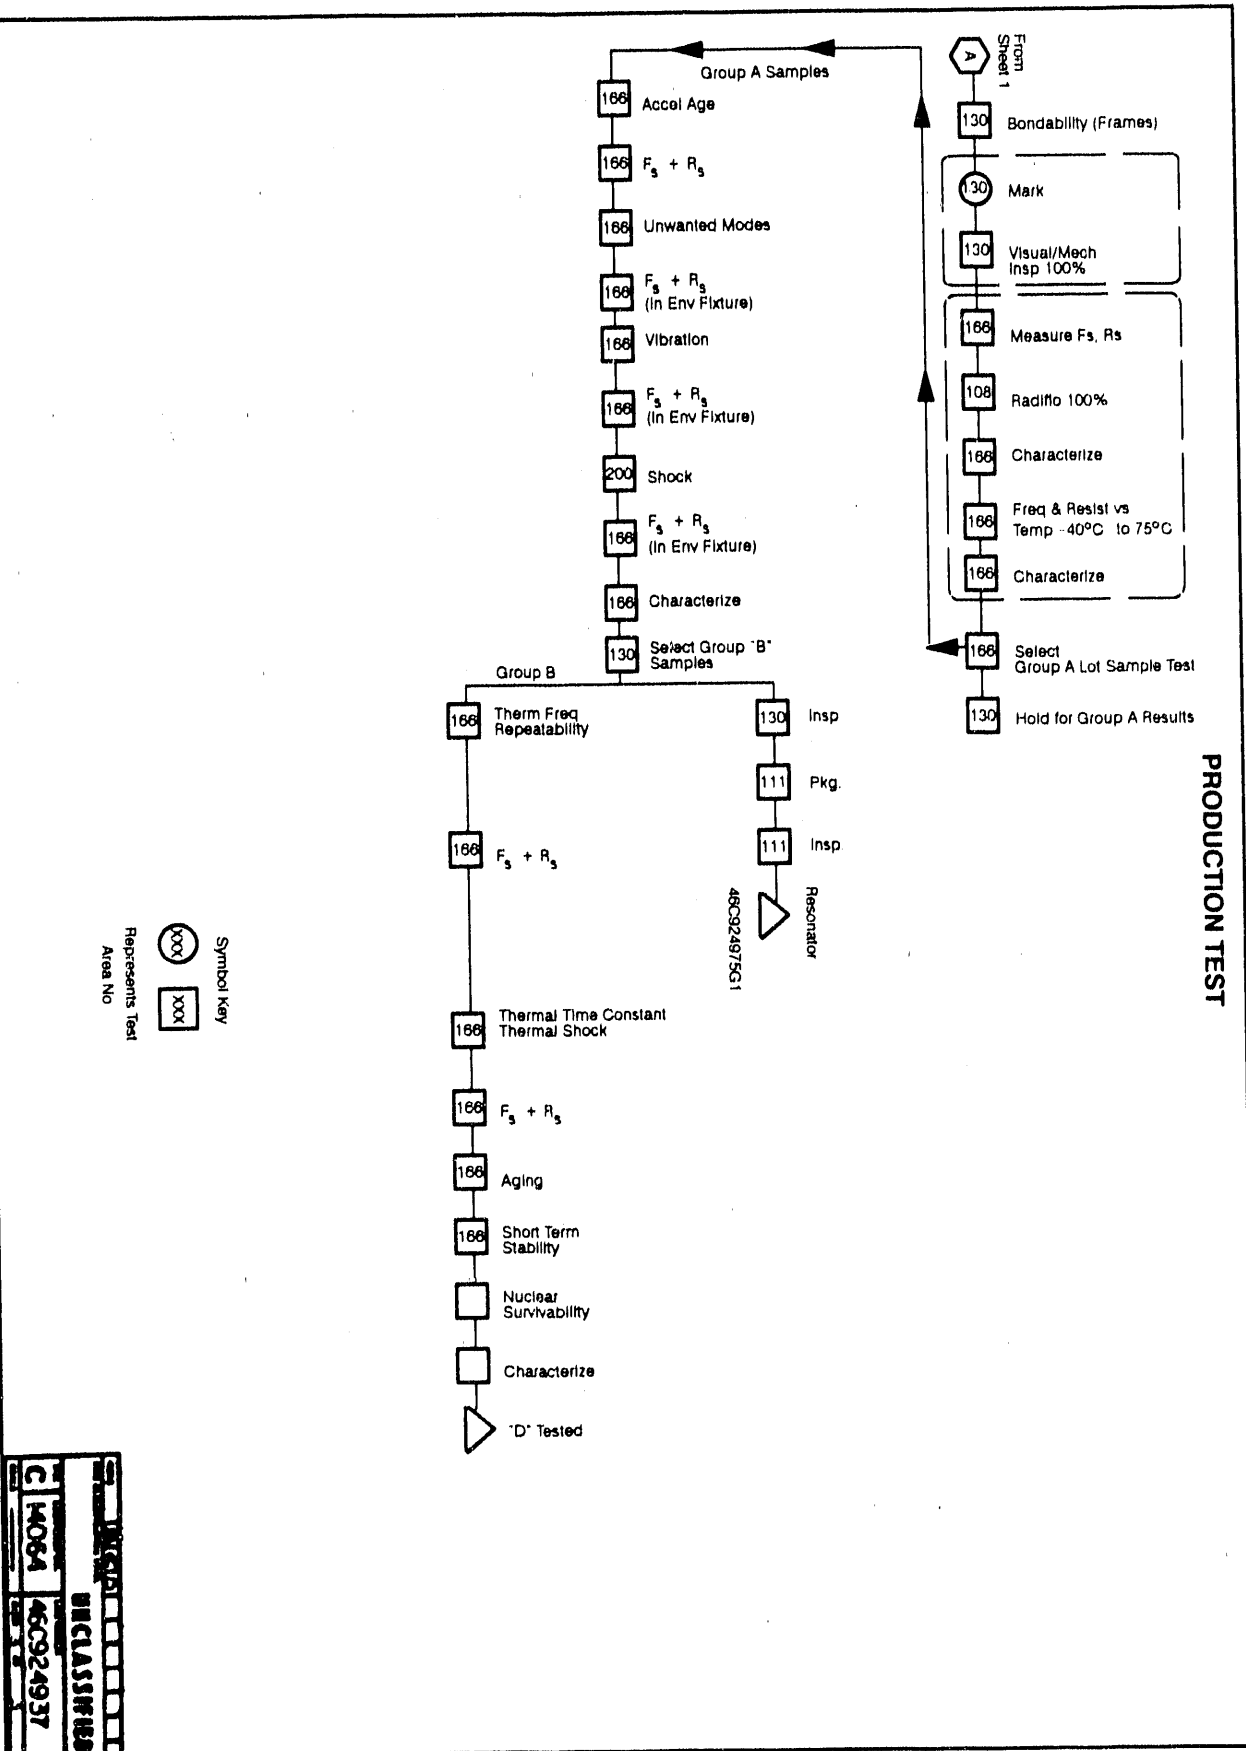 PRODUCTION TEST
From
Sheet 1
A
130 Bondability (Frames)
130 Mark
130 Visual/Mech
Insp 100%
166 Measure Fs, Rs
108 Radiflo 100%
166 Characterize
166 Freq & Resist vs
Temp -40°C to 75°C
166 Characterize
166 Select
Group A Lot Sample Test
130 Hold for Group A Results
Group A Samples
166 Accel Age
166 Fs + Rs
166 Unwanted Modes
166 Fs + Rs
(In Env Fixture)
166 Vibration
166 Fs + Rs
(In Env Fixture)
200 Shock
166 Fs + Rs
(In Env Fixture)
166 Characterize
130 Select Group "B"
Samples
Group B
130 Insp
111 Pkg.
111 Insp.
Resonator
46C924975G1
166 Therm Freq
Repeatability
166 Fs + Rs
166 Thermal Time Constant
Thermal Shock
166 Fs + Rs
166 Aging
166 Short Term
Stability
Nuclear
Survivability
Characterize
"D" Tested
Symbol Key
XXX XXX
Represents Test
Area No
UNCLASSIFIED
C 14064 46C924937